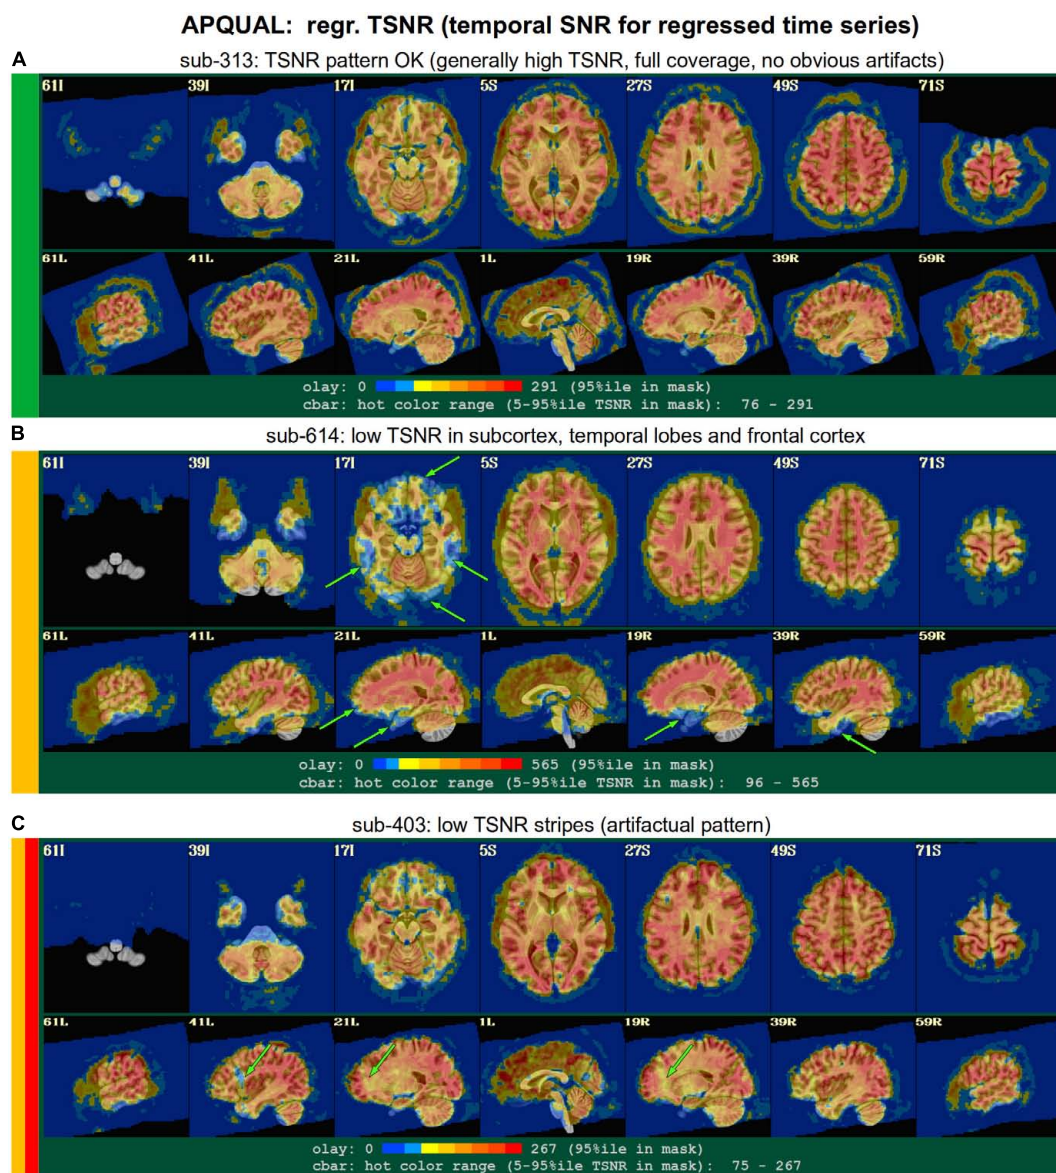 APQUAL: regr. TSNR (temporal SNR for regressed time series)
A
sub-313: TSNR pattern OK (generally high TSNR, full coverage, no obvious artifacts)
61I 39I 17I 5S 27S 49S 71S
61L 41L 21L 1L 19R 39R 59R
olay: 0 291 (95%ile in mask)
cbar: hot color range (5-95%ile TSNR in mask): 76 - 291
B
sub-614: low TSNR in subcortex, temporal lobes and frontal cortex
61I 39I 17I 5S 27S 49S 71S
61L 41L 21L 1L 19R 39R 59R
olay: 0 565 (95%ile in mask)
cbar: hot color range (5-95%ile TSNR in mask): 96 - 565
C
sub-403: low TSNR stripes (artifactual pattern)
61I 39I 17I 5S 27S 49S 71S
61L 41L 21L 1L 19R 39R 59R
olay: 0 267 (95%ile in mask)
cbar: hot color range (5-95%ile TSNR in mask): 75 - 267